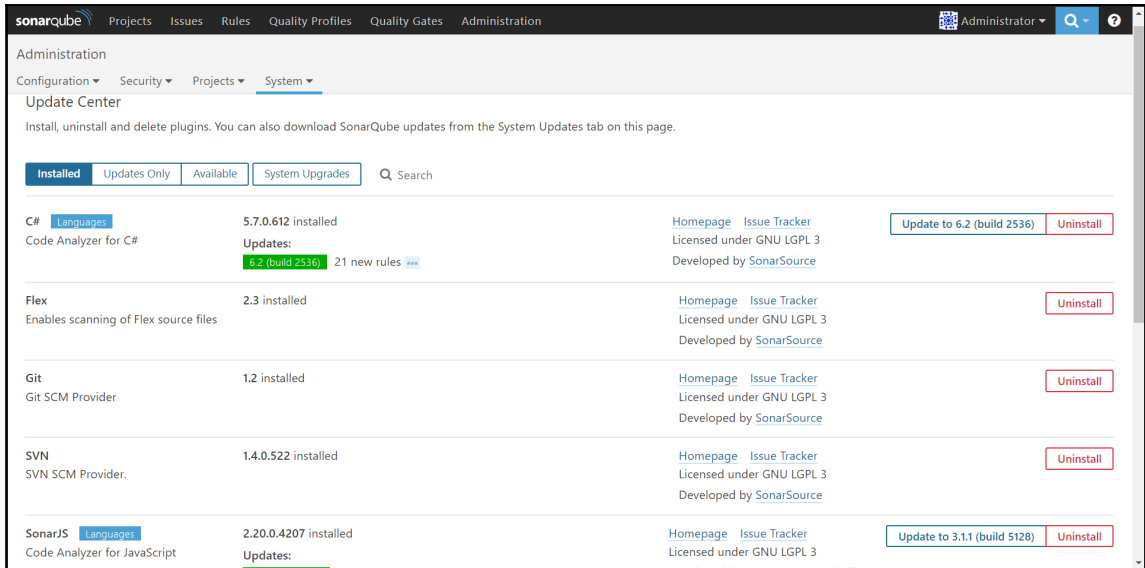 sonarqube Projects Issues Rules Quality Profiles Quality Gates Administration Administrator ?
Administration
Configuration Security Projects System
Update Center
Install, uninstall and delete plugins. You can also download SonarQube updates from the System Updates tab on this page.
Installed Updates Only Available System Upgrades Search
C# Languages 5.7.0.612 installed Homepage Issue Tracker Update to 6.2 (build 2536) Uninstall
Code Analyzer for C# Updates: Licensed under GNU LGPL 3
6.2 (build 2536) 21 new rules ••• Developed by SonarSource
Flex 2.3 installed Homepage Issue Tracker Uninstall
Enables scanning of Flex source files Licensed under GNU LGPL 3
Developed by SonarSource
Git 1.2 installed Homepage Issue Tracker Uninstall
Git SCM Provider Licensed under GNU LGPL 3
Developed by SonarSource
SVN 1.4.0.522 installed Homepage Issue Tracker Uninstall
SVN SCM Provider. Licensed under GNU LGPL 3
Developed by SonarSource
SonarJS Languages 2.20.0.4207 installed Homepage Issue Tracker Update to 3.1.1 (build 5128) Uninstall
Code Analyzer for JavaScript Updates: Licensed under GNU LGPL 3